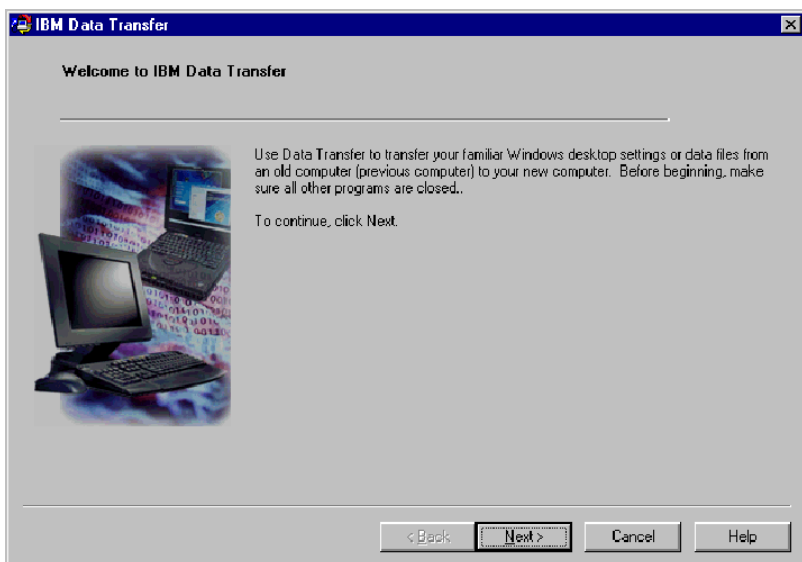 IBM Data Transfer
Welcome to IBM Data Transfer
Use Data Transfer to transfer your familiar Windows desktop settings or data files from
an old computer (previous computer) to your new computer. Before beginning, make
sure all other programs are closed..
To continue, click Next.
< Back
Next >
Cancel
Help